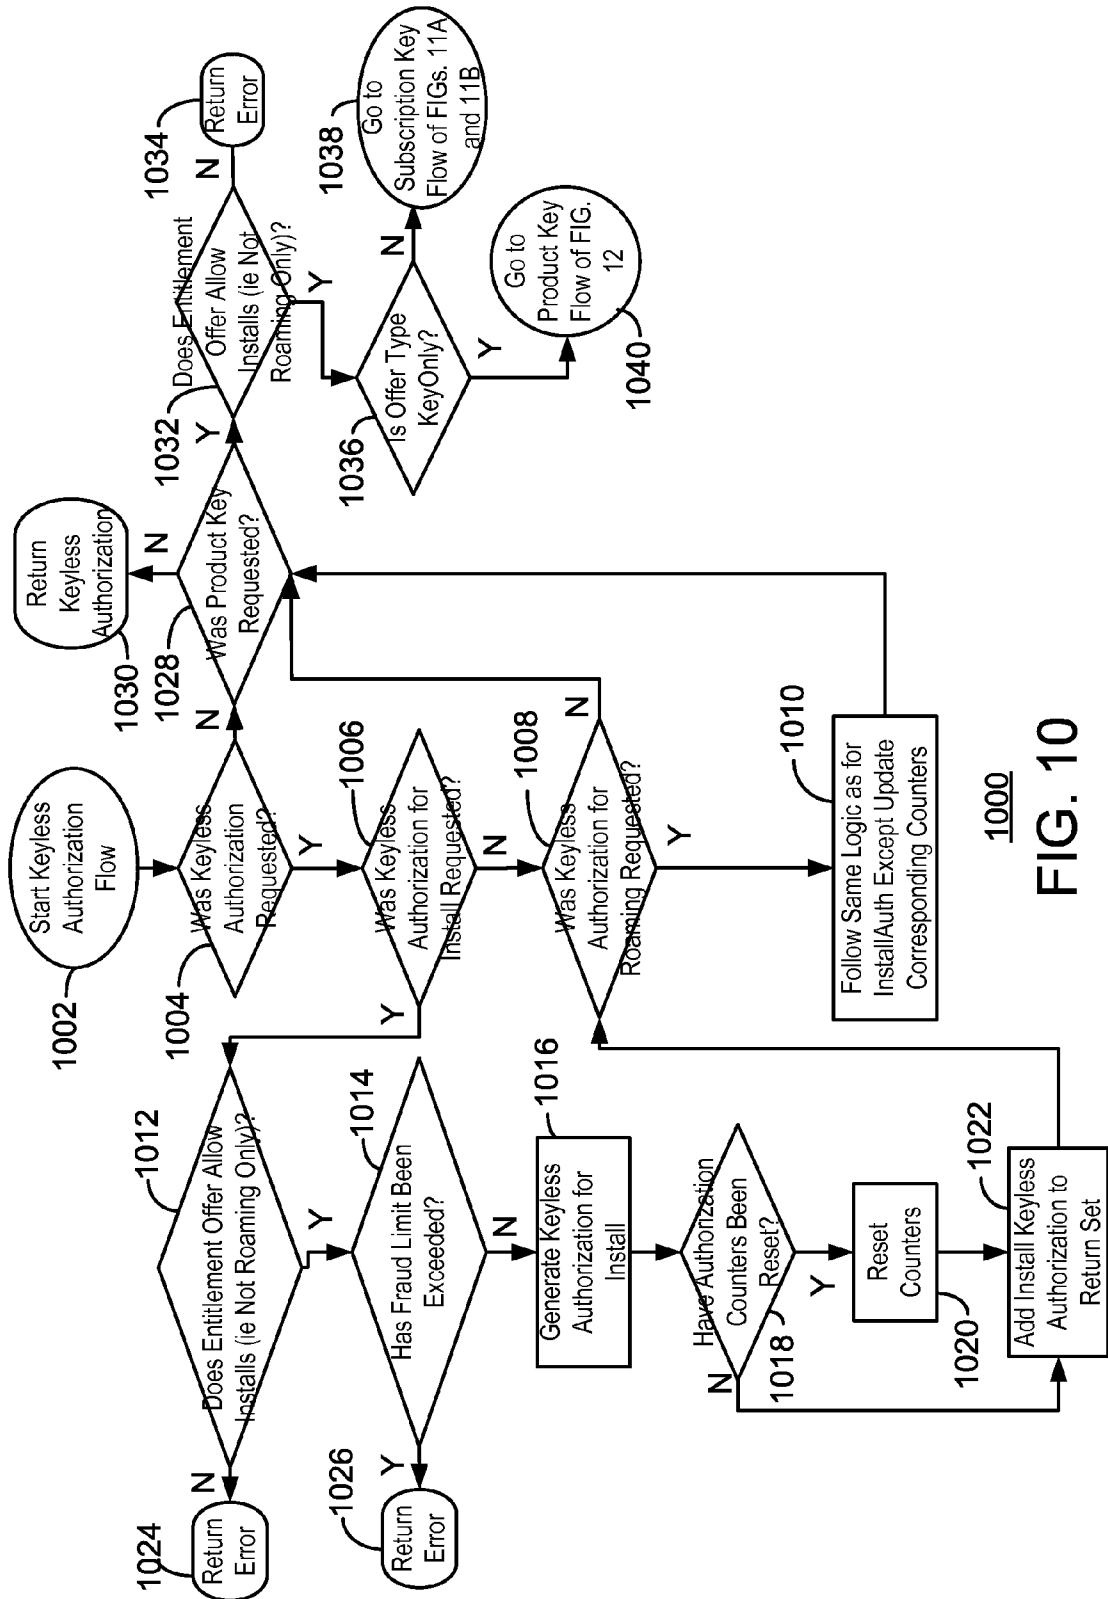 1002
Start Keyless
Authorization
Flow
1004
Was Keyless
Authorization
Requested?
N
Y
1006
Was Keyless
Authorization for
Install Requested?
Y
N
1008
Was Keyless
Authorization for
Roaming Requested?
N
Y
1010
Follow Same Logic as for
InstallAuth Except Update
Corresponding Counters
1012
Does Entitlement Offer Allow
Installs (ie Not Roaming Only)?
N
Y
1024
Return
Error
1014
Has Fraud Limit Been
Exceeded?
Y
N
1026
Return
Error
1016
Generate Keyless
Authorization for
Install
1018
Have Authorization
Counters Been
Reset?
N
Y
1020
Reset
Counters
1022
Add Install Keyless
Authorization to
Return Set
1028
Was Product Key
Requested?
N
Y
1030
Return
Keyless
Authorization
1032
Does Entitlement
Offer Allow
Installs (ie Not
Roaming Only)?
N
Y
1034
Return
Error
1036
Is Offer Type
KeyOnly?
N
Y
1038
Go to
Subscription Key
Flow of FIGs. 11A
and 11B
1040
Go to
Product Key
Flow of FIG.
12
1000
FIG. 10